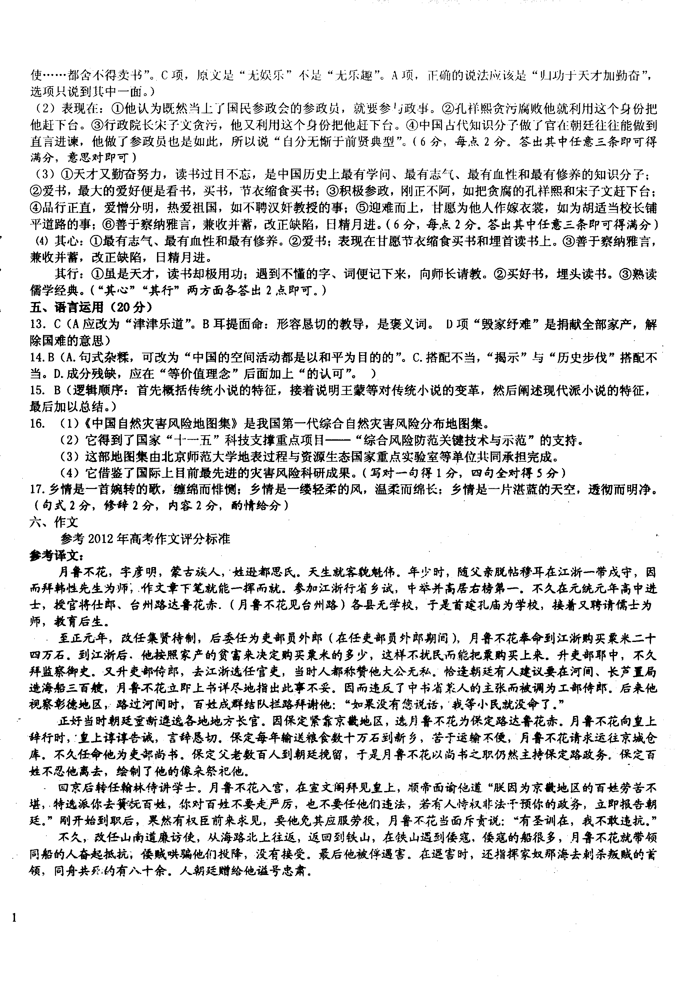 使……都舍不得卖书”。C项，原文是“无娱乐”不是“无乐趣”。A项，正确的说法应该是“归功于天才加勤奋”，
选项只说到其中一面。）
（2）表现在：①他认为既然当上了国民参政会的参政员，就要参与政事。②孔祥熙贪污腐败他就利用这个身份把
他赶下台。③行政院长宋子文贪污，他又利用这个身份把他赶下台。④中国古代知识分子做了官在朝廷往往能做到
直言进谏，他做了参政员也是如此，所以说“自分无惭于前贤典型”。（6分，每点2分。答出其中任意三条即可得
满分，意思对即可）
（3）①天才又勤奋努力，读书过目不忘，是中国历史上最有学问、最有志气、最有血性和最有修养的知识分子；
②爱书，最大的爱好便是看书，买书，节衣缩食买书；③积极参政，刚正不阿，如把贪腐的孔祥熙和宋子文赶下台；
④品行正直，爱憎分明，热爱祖国，如不聘汉奸教授的事；⑤迎难而上，甘愿为他人作嫁衣裳，如为胡适当校长铺
平道路的事；⑥善于察纳雅言，兼收并蓄，改正缺陷，日精月进。（6分，每点2分。答出其中任意三条即可得满分）
(4) 其心：①最有志气、最有血性和最有修养。②爱书；表现在甘愿节衣缩食买书和埋首读书上。③善于察纳雅言，
兼收并蓄，改正缺陷，日精月进。
其行：①虽是天才，读书却极用功；遇到不懂的字、词便记下来，向师长请教。②买好书，埋头读书。③熟读
儒学经典。（“其心”“其行”两方面各答出2点即可。）
五、语言运用（20分）
13. C（A应改为“津津乐道”。B耳提面命：形容恳切的教导，是褒义词。 D项“毁家纾难”是捐献全部家产，解
除国难的意思）
14.B（A.句式杂糅，可改为“中国的空间活动都是以和平为目的的”。C.搭配不当，“揭示”与“历史步伐”搭配不
当。D.成分残缺，应在“等价值理念”后面加上“的认可”。 ）
15. B（逻辑顺序：首先概括传统小说的特征，接着说明王蒙等对传统小说的变革，然后阐述现代派小说的特征，
最后加以总结。）
16. （1）《中国自然灾害风险地图集》是我国第一代综合自然灾害风险分布地图集。
（2）它得到了国家“十一五”科技支撑重点项目——“综合风险防范关键技术与示范”的支持。
（3）这部地图集由北京师范大学地表过程与资源生态国家重点实验室等单位共同承担完成。
（4）它借鉴了国际上目前最先进的灾害风险科研成果。（写对一句得1分，四句全对得5分）
17.乡情是一首婉转的歌，缠绵而悱恻；乡情是一缕轻柔的风，温柔而绵长；乡情是一片湛蓝的天空，透彻而明净。
（句式2分，修辞2分，内容2分，酌情给分）
六、作文
参考2012年高考作文评分标准
参考译文：
月鲁不花，字彦明，蒙古族人，姓逊都思氏。天生就容貌魁伟。年少时，随父亲脱帖穆耳在江浙一带戍守，因
而拜韩性先生为师，作文章下笔就能一挥而就。参加江浙行省乡试，中举并高居右榜第一。不久在元统元年高中进
士，授官将仕郎、台州路达鲁花赤.（月鲁不花见台州路）各县无学校，于是首建孔庙为学校，接着又聘请儒士为
师，教育后生。
至正元年，改任集贤待制，后委任为吏部员外郎（在任吏部员外郎期间），月鲁不花奉命到江浙购买粟米二十
四万石。到江浙后．他按照家产的贫富来决定购买粟米的多少，这样不扰民而能把粟购买上来。升吏部郎中，不久
拜监察御史。又升吏部侍郎，去江浙选任官吏，当时人都称赞他大公无私。恰逢朝廷有人建议要在河间、长芦置局
造海船三百艘，月鲁不花立即上书详尽地指出此事不妥。因而违反了中书省某人的主张而被调为工部侍郎。后来他
视察彰德地区，路过河间时，百姓成群结队拦路拜谢他：“如果没有您说话，我等小民就没命了。”
正好当时朝廷重新遴选各地地方长官。因保定紧靠京畿地区，选月鲁不花为保定路达鲁花赤。月鲁不花向皇上
辞行时，皇上谆谆告诫，言辞恳切。保定每年输送粮食数十万石到新乡，苦于运输不便，月鲁不花请求运往京城仓
库。不久任命他为吏部尚书。保定父老数百人到朝廷挽留，于是月鲁不花以尚书之职仍然主持保定路政务．保定百
姓不忍他离去，绘制了他的像来祭祀他。
回京后转任翰林侍讲学士。月鲁不花入宫，在宣文阁拜见皇上，顺帝面谕他道“朕因为京畿地区的百姓劳苦不
堪，特选派你去安抚百姓，你对百姓不要走严厉，也不要任他们违法，若有人恃权非法干预你的政务，立即报告朝
廷。”刚开始到职后，果然有权臣前来求见，要他免其应服劳役，月鲁不花当面斥责说：“有圣训在，我不敢违抗。”
不久，改任山南道廉访使，从海路北上往返，返回到铁山，在铁山遇到倭寇，倭寇的船很多，月鲁不花就带领
同船的人奋起抵抗；倭贼哄骗他们投降，没有接受。最后他被俘遇害。在遇害时，还指挥家奴那海去刺杀叛贼的首
领，同舟共死的有八十余．人朝廷赠给他谥号忠肃．
1